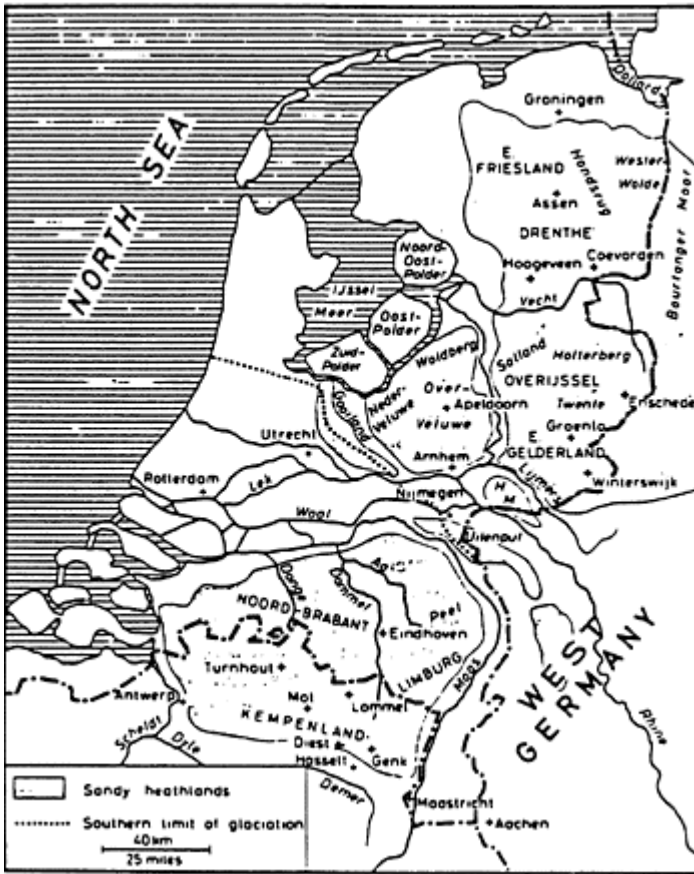 Dollard
Groningen
NORTH SEA
E.
FRIESLAND
Hondsrug
Wester-
Wolde
Assen
DRENTHE
Noord-
Oost-
Polder
Hoogeveen
Coevorden
Bourtanger Moor
IJssel
Meer
Vecht
Oost-
Polder
Zuid-
Polder
Woldberg
Salland
Holterberg
OVERIJSSEL
Gooiland
Neder-
Veluwe
Over-
Veluwe
Apeldoorn
Twente
Enschede
Groenlo
E.
GELDERLAND
Utrecht
Arnhem
Lijmers
Winterswijk
Rotterdam
Lek
Nijmegen
H
M
Waal
Donge
Dommel
NOORD-BRABANT
Peel
Eindhoven
WEST
GERMANY
Turnhout
LIMBURG
Maas
Antwerp
Mol
Lommel
Rhine
KEMPENLAND
Scheldt
Dyle
Diest
Genk
Hasselt
Demer
Maastricht
Aachen
Sandy heathlands
Southern limit of glaciation
40km
25 miles